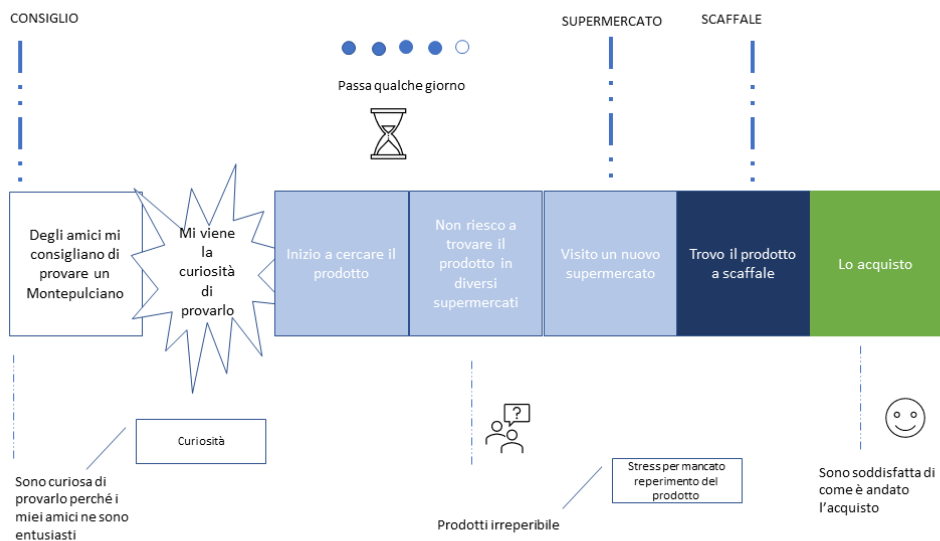 CONSIGLIO
SUPERMERCATO
SCAFFALE
Passa qualche giorno
Degli amici mi
consigliano di
provare un
Montepulciano
Mi viene
la
curiosità
di
provarlo
Inizio a cercare il
prodotto
Non riesco a
trovare il
prodotto in
diversi
supermercati
Visito un nuovo
supermercato
Trovo il prodotto
a scaffale
Lo acquisto
?
Curiosità
Sono curiosa di
provarlo perché i
miei amici ne sono
entusiasti
Stress per mancato
reperimento del
prodotto
Prodotti irreperibile
Sono soddisfatta di
come è andato
l'acquisto